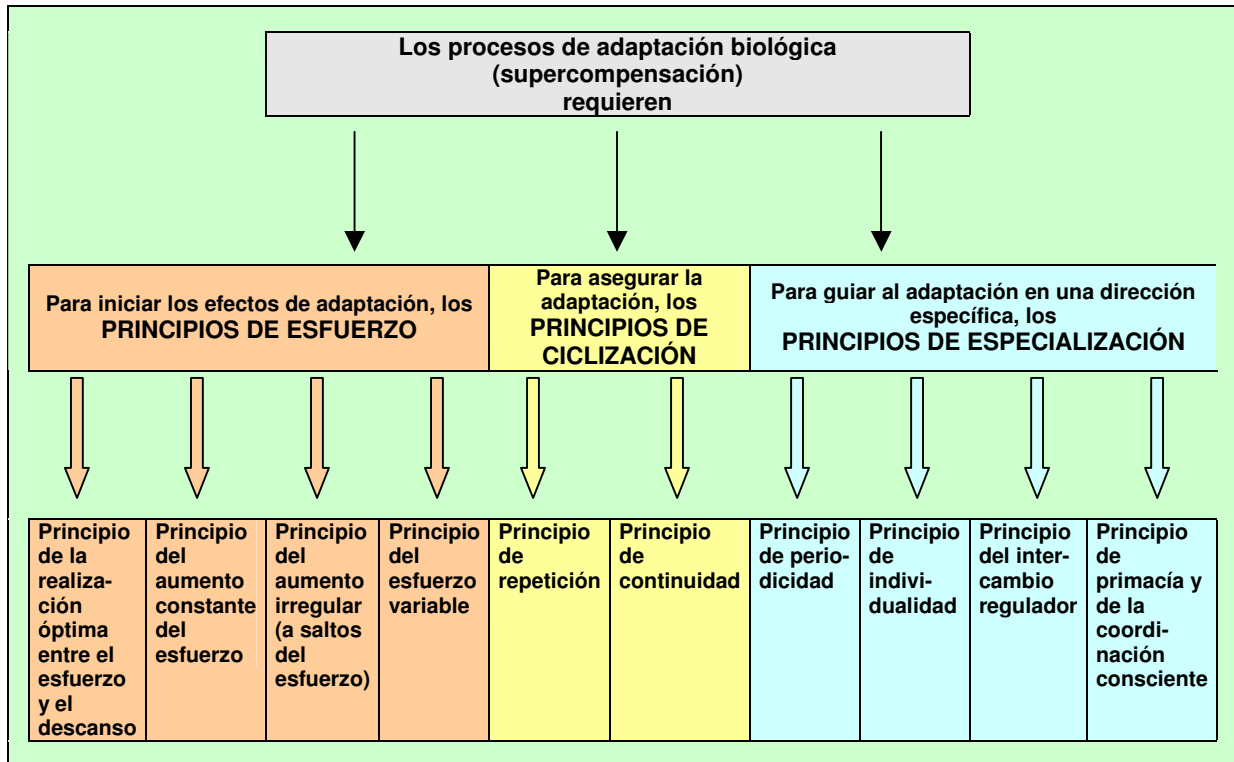 Los procesos de adaptación biológica
(supercompensación)
requieren
Para iniciar los efectos de adaptación, los
PRINCIPIOS DE ESFUERZO
Para asegurar la
adaptación, los
PRINCIPIOS DE
CICLIZACIÓN
Para guiar al adaptación en una dirección
específica, los
PRINCIPIOS DE ESPECIALIZACIÓN
Principio
de la
realiza-
ción
óptima
entre el
esfuerzo
y el
descanso
Principio
del
aumento
constante
del
esfuerzo
Principio
del
aumento
irregular
(a saltos
del
esfuerzo)
Principio
del
esfuerzo
variable
Principio
de
repetición
Principio
de
continuidad
Principio
de perio-
dicidad
Principio
de
indivi-
dualidad
Principio
del inter-
cambio
regulador
Principio
de
primacía y
de la
coordi-
nación
consciente